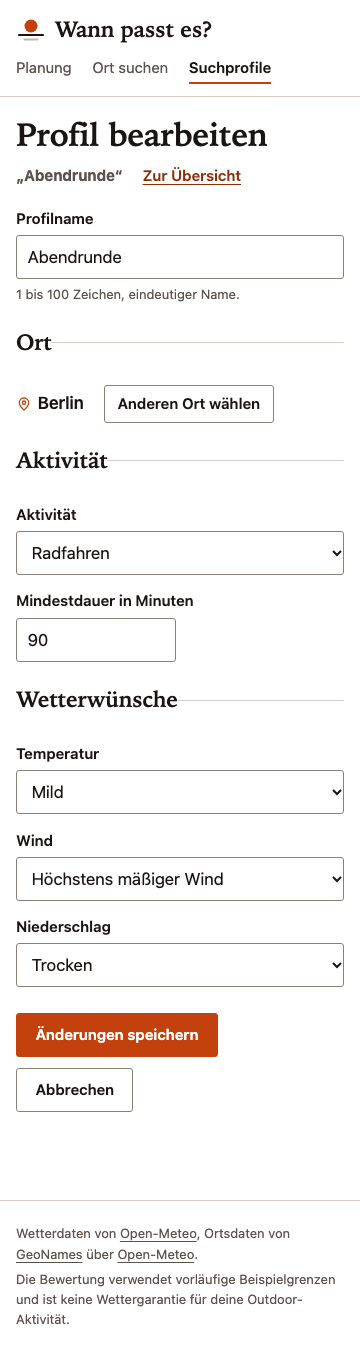 Wann passt es?
Planung Ort suchen Suchprofile
Profil bearbeiten
„Abendrunde“ Zur Übersicht
Profilname
Abendrunde
1 bis 100 Zeichen, eindeutiger Name.
Ort
Berlin Anderen Ort wählen
Aktivität
Aktivität
Radfahren
Mindestdauer in Minuten
90
Wetterwünsche
Temperatur
Mild
Wind
Höchstens mäßiger Wind
Niederschlag
Trocken
Änderungen speichern
Abbrechen
Wetterdaten von Open-Meteo, Ortsdaten von
GeoNames über Open-Meteo.
Die Bewertung verwendet vorläufige Beispielgrenzen
und ist keine Wettergarantie für deine Outdoor-
Aktivität.